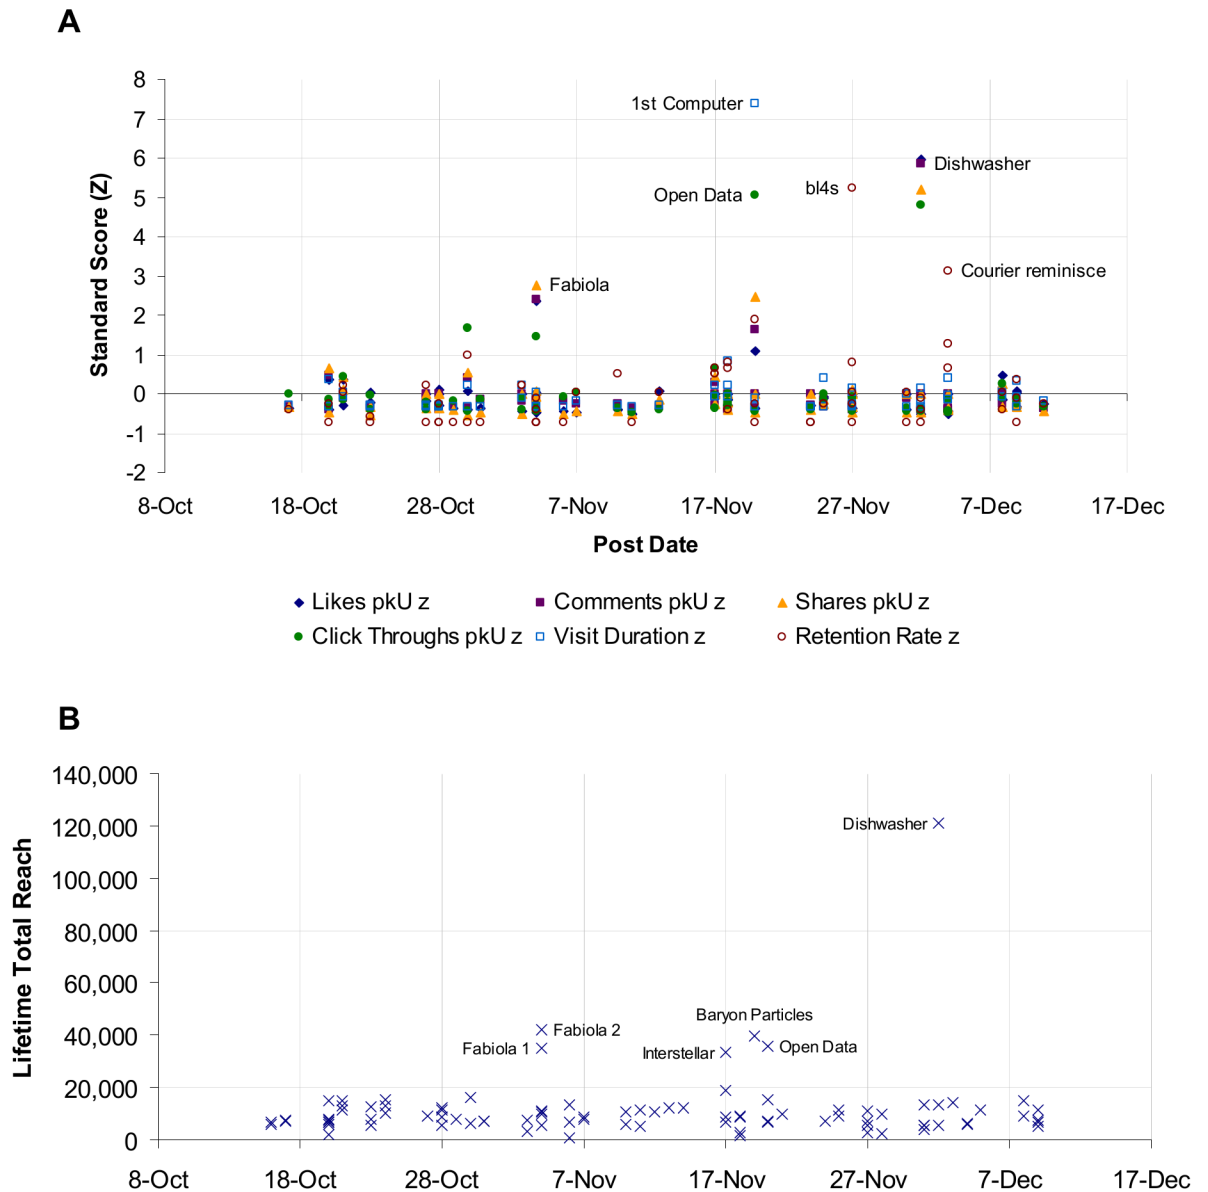 A
8
7
6
5
4
3
2
1
0
-1
-2
Standard Score (Z)
1st Computer
Dishwasher
bl4s
Open Data
Courier reminisce
Fabiola
8-Oct 18-Oct 28-Oct 7-Nov 17-Nov 27-Nov 7-Dec 17-Dec
Post Date
Likes pkU z Comments pkU z Shares pkU z
Click Throughs pkU z Visit Duration z Retention Rate z
B
140,000
120,000
100,000
80,000
60,000
40,000
20,000
0
Lifetime Total Reach
Dishwasher
Baryon Particles
Fabiola 2
Fabiola 1
Interstellar
Open Data
8-Oct 18-Oct 28-Oct 7-Nov 17-Nov 27-Nov 7-Dec 17-Dec